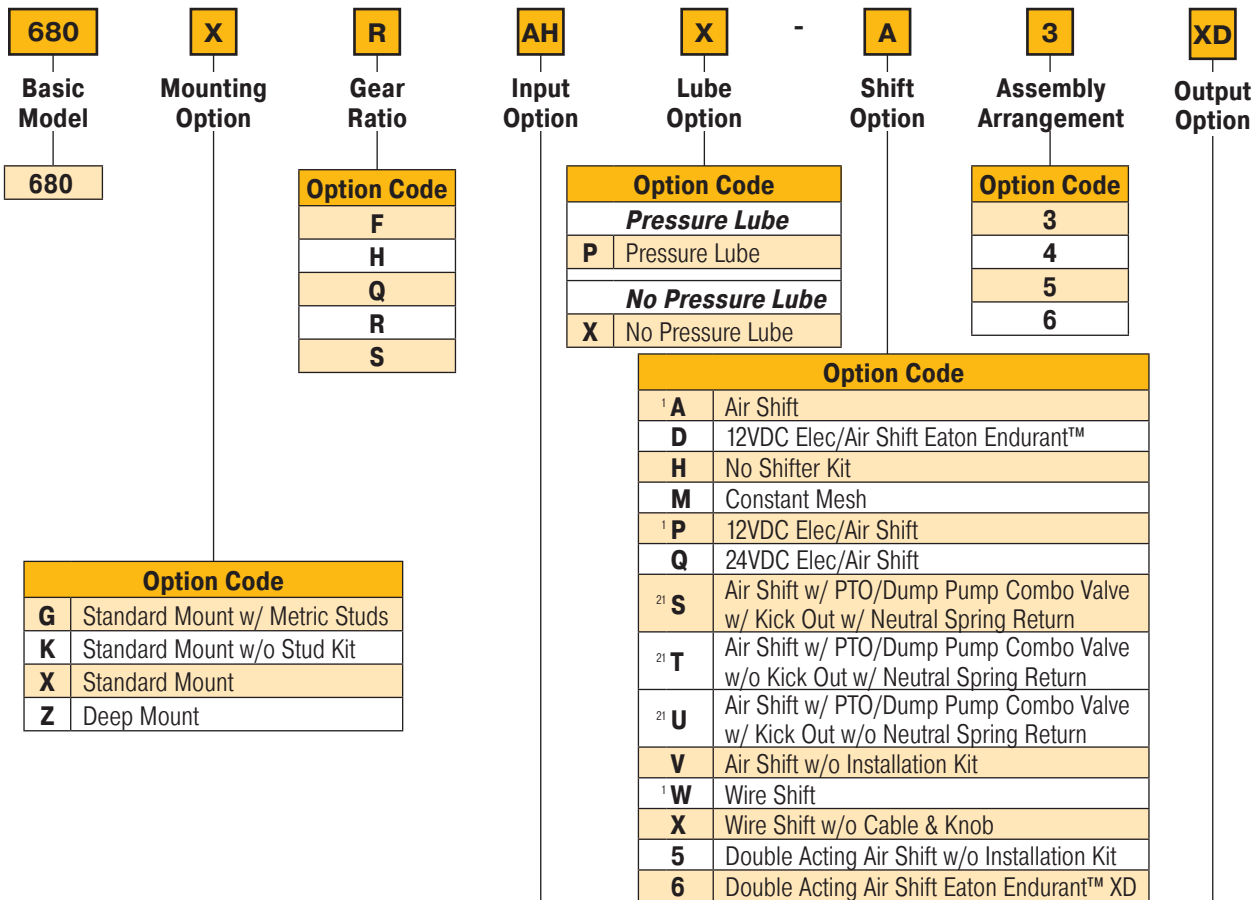 680 X R AH X - A 3 XD
Basic Model
Mounting Option
Gear Ratio
Input Option
Lube Option
Shift Option
Assembly Arrangement
Output Option
680
Option Code
F
H
Q
R
S
Option Code
Pressure Lube
P Pressure Lube
No Pressure Lube
X No Pressure Lube
Option Code
3
4
5
6
Option Code
1 A Air Shift
D 12VDC Elec/Air Shift Eaton Endurant™
H No Shifter Kit
M Constant Mesh
1 P 12VDC Elec/Air Shift
Q 24VDC Elec/Air Shift
21 S Air Shift w/ PTO/Dump Pump Combo Valve
w/ Kick Out w/ Neutral Spring Return
21 T Air Shift w/ PTO/Dump Pump Combo Valve
w/o Kick Out w/ Neutral Spring Return
21 U Air Shift w/ PTO/Dump Pump Combo Valve
w/ Kick Out w/o Neutral Spring Return
V Air Shift w/o Installation Kit
1 W Wire Shift
X Wire Shift w/o Cable & Knob
5 Double Acting Air Shift w/o Installation Kit
6 Double Acting Air Shift Eaton Endurant™ XD
Option Code
G Standard Mount w/ Metric Studs
K Standard Mount w/o Stud Kit
X Standard Mount
Z Deep Mount